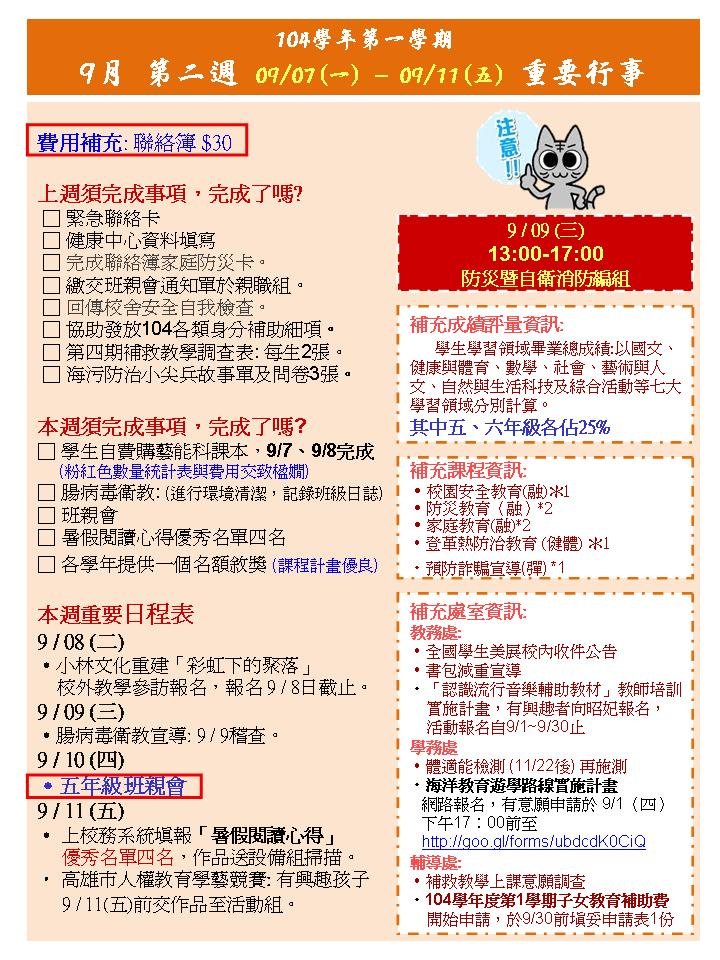 104學年第一學期
9月 第二週 09/07(一) – 09/11(五) 重要行事
費用補充: 聯絡簿 $30
上週須完成事項，完成了嗎?
□ 緊急聯絡卡
□ 健康中心資料填寫
□ 完成聯絡簿家庭防災卡。
□ 繳交班親會通知單於親職組。
□ 回傳校舍安全自我檢查。
□ 協助發放104各類身分補助細項。
□ 第四期補救教學調查表: 每生2張。
□ 海污防治小尖兵故事單及問卷3張。
本週須完成事項，完成了嗎?
□ 學生自費購藝能科課本，9/7、9/8完成
(粉紅色數量統計表與費用交致楹嫺)
□ 腸病毒衛教: (進行環境清潔，記錄班級日誌)
□ 班親會
□ 暑假閱讀心得優秀名單四名
□ 各學年提供一個名額敘獎 (課程計畫優良)
本週重要日程表
9 / 08 (二)
• 小林文化重建「彩虹下的聚落」
校外教學參訪報名，報名 9 / 8日截止。
9 / 09 (三)
• 腸病毒衛教宣導: 9 / 9稽查。
9 / 10 (四)
• 五年級班親會
9 / 11 (五)
• 上校務系統填報「暑假閱讀心得」
優秀名單四名，作品送設備組掃描。
• 高雄市人權教育學藝競賽: 有興趣孩子
9 / 11(五)前交作品至活動組。
注意!!
9 / 09 (三)
13:00-17:00
防災暨自衛消防編組
補充成績評量資訊:
學生學習領域畢業總成績:以國文、
健康與體育、數學、社會、藝術與人
文、自然與生活科技及綜合活動等七大
學習領域分別計算。
其中五、六年級各佔25%
補充課程資訊:
• 校園安全教育(融)＊1
• 防災教育（融）*2
• 家庭教育(融)*2
• 登革熱防治教育 (健體) ＊1
• 預防詐騙宣導(彈) *1
補充處室資訊:
教務處:
• 全國學生美展校內收件公告
• 書包減重宣導
• 「認識流行音樂輔助教材」教師培訓
實施計畫，有興趣者向昭妃報名，
活動報名自9/1~9/30止
學務處
• 體適能檢測 (11/22後) 再施測
• 海洋教育遊學路線實施計畫
網路報名，有意願申請於 9/1（四）
下午17：00前至
http://goo.gl/forms/ubdcdK0CiQ
輔導處:
• 補救教學上課意願調查
• 104學年度第1學期子女教育補助費
開始申請，於9/30前填妥申請表1份